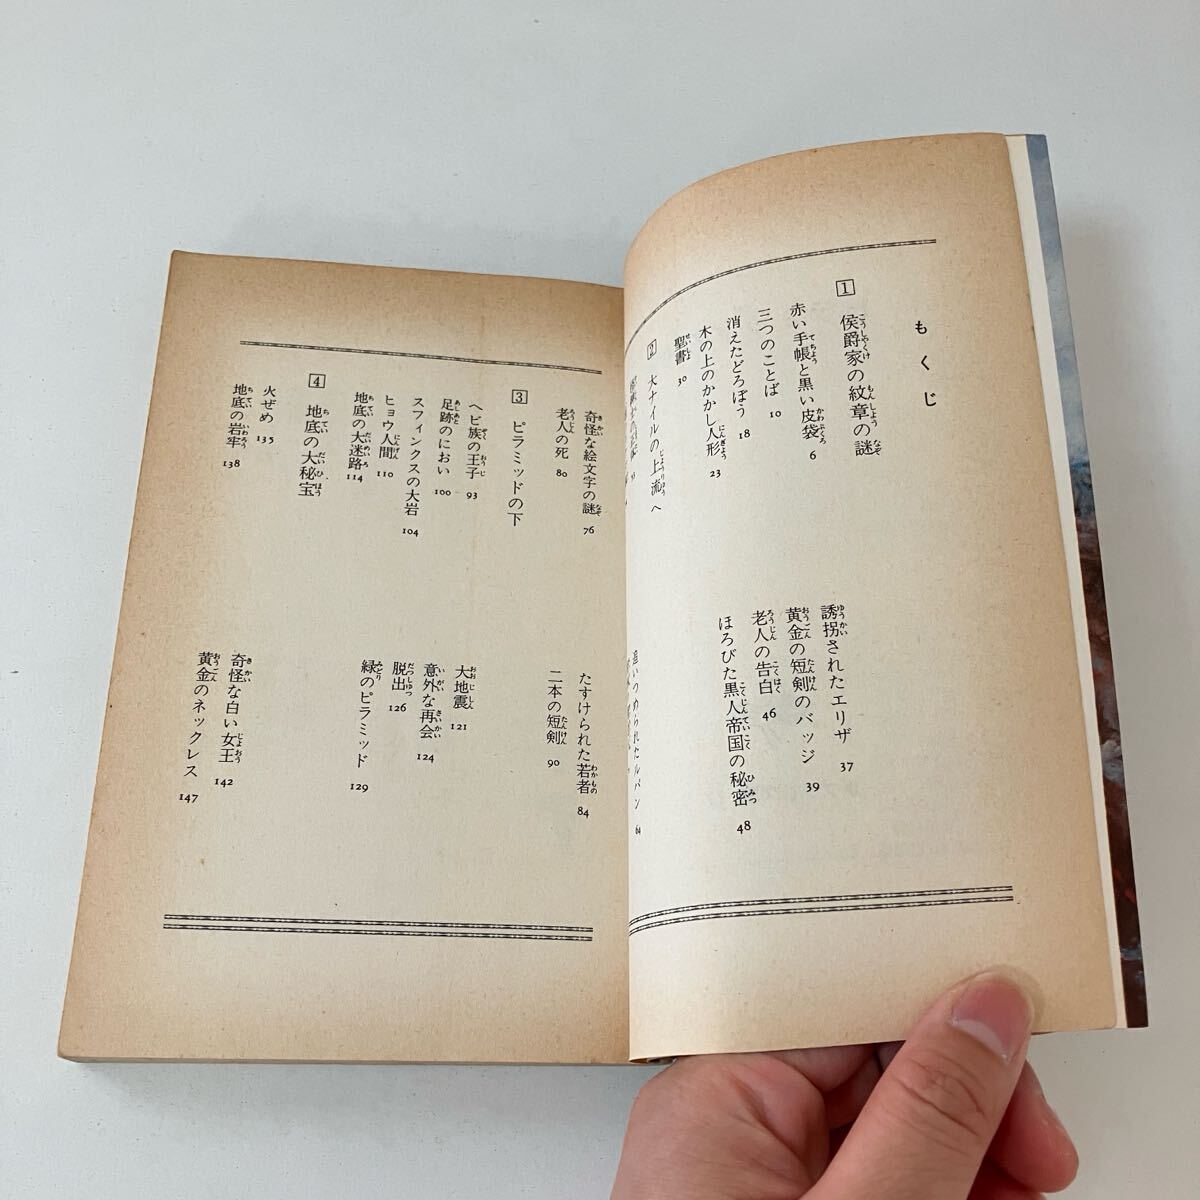 もくじ
1 侯爵家の紋章の謎
赤い手帳と黒い皮袋 6
三つのことば 10
消えたどろぼう 18
木の上のかかし人形 23
聖書 30
誘拐されたエリザ 37
黄金の短剣のバッジ 39
老人の告白 46
ほろびた黒人帝国の秘密 48
2 大ナイルの上流へ
追いつめられたルパン 64
奇怪な絵文字の謎 76
老人の死 80
たすけられた若者 84
二本の短剣 90
3 ピラミッドの下
ヘビ族の王子 93
足跡のにおい 100
スフィンクスの大岩 104
ヒョウ人間 110
地底の大迷路 114
大地震 121
意外な再会 124
脱出 126
緑のピラミッド 129
4 地底の大秘宝
火ぜめ 135
地底の岩牢 138
奇怪な白い女王 142
黄金のネックレス 147